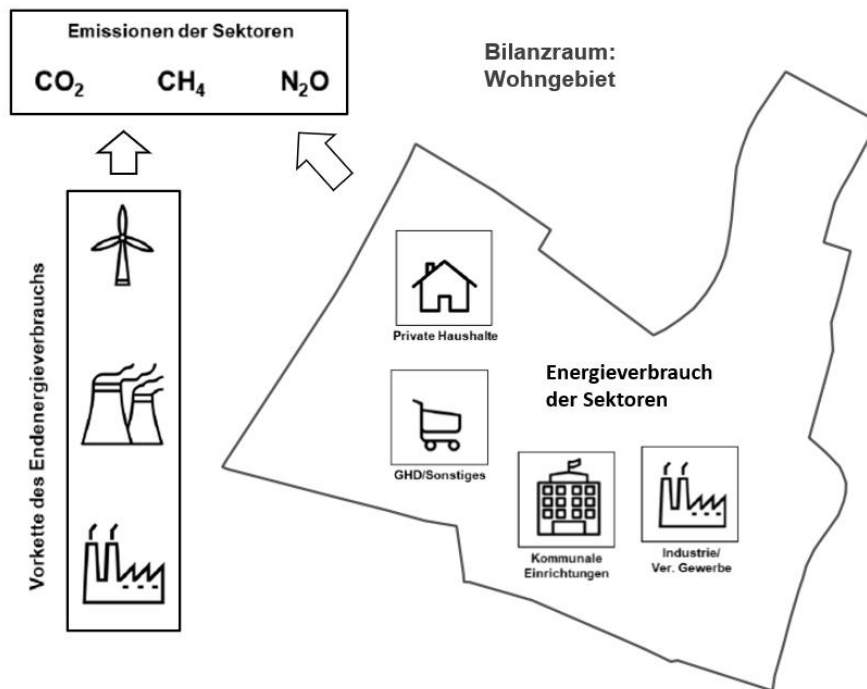 Emissionen der Sektoren
CO₂ CH₄ N₂O
Bilanzraum:
Wohngebiet
Vorkette des Endenergieverbrauchs
Private Haushalte
Energieverbrauch
der Sektoren
GHD/Sonstiges
Kommunale
Einrichtungen
Industrie/
Ver. Gewerbe